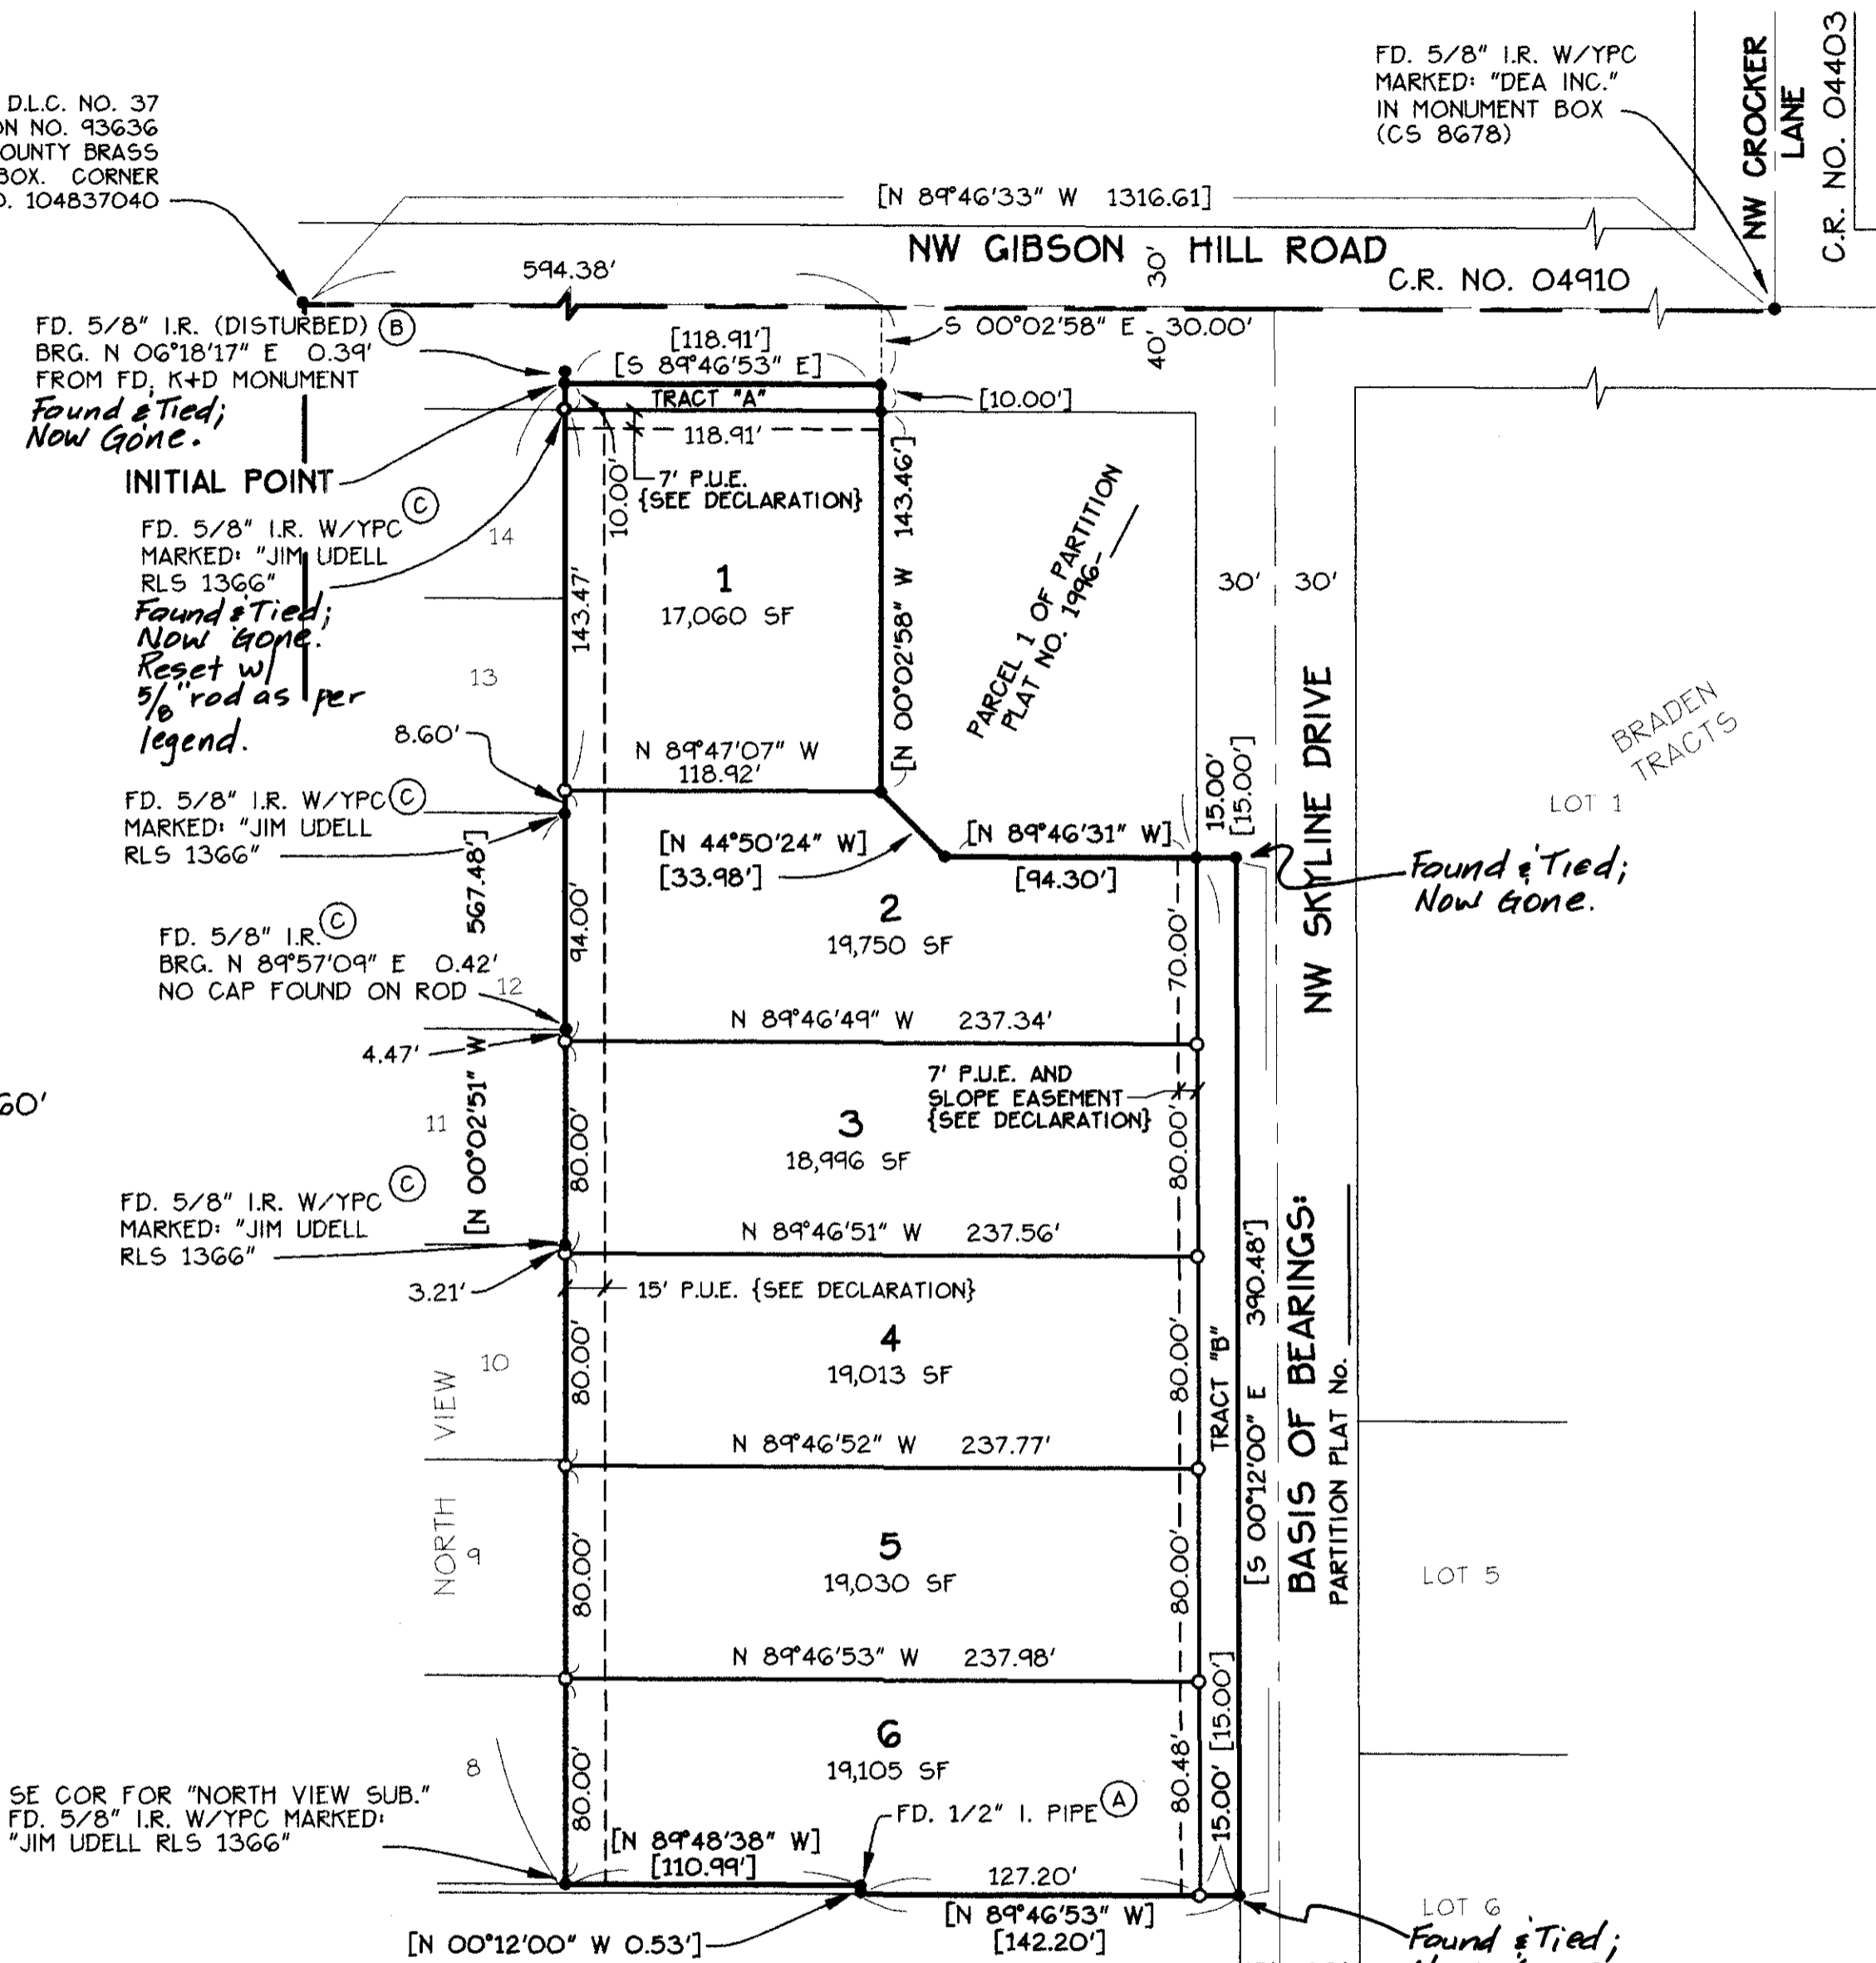 D.L.C. NO. 37
ON NO. 93636
OUNTY BRASS
BOX. CORNER
O. 104837040
FD. 5/8" I.R. W/YPC
MARKED: "DEA INC."
IN MONUMENT BOX
(CS 8678)
NW CROCKER
LANE
C.R. NO. 04403
[N 89°46'33" W 1316.61]
NW GIBSON HILL ROAD
30'
C.R. NO. 04910
594.38'
40'
S 00°02'58" E 30.00'
FD. 5/8" I.R. (DISTURBED) (B)
BRG. N 06°18'17" E 0.39'
FROM FD. K+D MONUMENT
Found & Tied;
Now Gone.
[118.91']
[S 89°46'53" E]
TRACT "A"
[10.00']
118.91'
INITIAL POINT
7' P.U.E.
{SEE DECLARATION}
10.00'
FD. 5/8" I.R. W/YPC (C)
MARKED: "JIM UDELL
RLS 1366"
Found & Tied;
Now Gone.
Reset w/
5/8" rod as per
legend.
14
13
143.47'
1
17,060 SF
[N 00°02'58" W 143.46']
PARCEL 1 OF PARTITION
PLAT NO. 1996-
30'
30'
NW SKYLINE DRIVE
BRADEN
TRACTS
LOT 1
8.60'
N 89°47'07" W
118.92'
FD. 5/8" I.R. W/YPC (C)
MARKED: "JIM UDELL
RLS 1366"
[N 00°02'51" W 567.48']
[N 44°50'24" W]
[33.98']
[N 89°46'31" W]
[94.30']
15.00'
[15.00']
Found & Tied;
Now Gone.
94.00'
2
19,750 SF
70.00'
FD. 5/8" I.R. (C)
BRG. N 89°57'09" E 0.42'
NO CAP FOUND ON ROD
12
N 89°46'49" W 237.34'
4.47'
60'
11
7' P.U.E. AND
SLOPE EASEMENT
{SEE DECLARATION}
80.00'
3
18,996 SF
80.00'
FD. 5/8" I.R. W/YPC (C)
MARKED: "JIM UDELL
RLS 1366"
N 89°46'51" W 237.56'
3.21'
15' P.U.E. {SEE DECLARATION}
10
80.00'
4
19,013 SF
80.00'
TRACT "B"
[S 00°12'00" E 390.48']
BASIS OF BEARINGS:
PARTITION PLAT No.
NORTH VIEW
N 89°46'52" W 237.77'
9
80.00'
5
19,030 SF
80.00'
LOT 5
N 89°46'53" W 237.98'
8
80.00'
6
19,105 SF
80.48'
15.00' [15.00']
SE COR FOR "NORTH VIEW SUB."
FD. 5/8" I.R. W/YPC MARKED:
"JIM UDELL RLS 1366"
FD. 1/2" I. PIPE (A)
[N 89°48'38" W]
[110.99']
127.20'
[N 89°46'53" W]
[142.20']
[N 00°12'00" W 0.53']
LOT 6
Found & Tied;